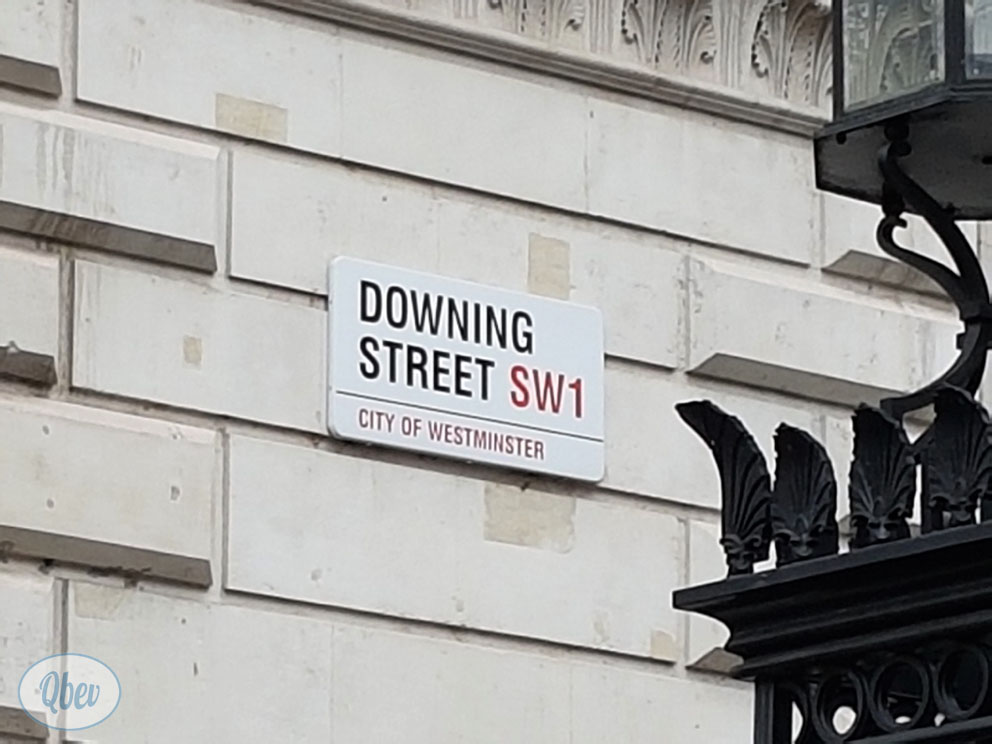 DOWNING
STREET SW1
CITY OF WESTMINSTER
Qbev